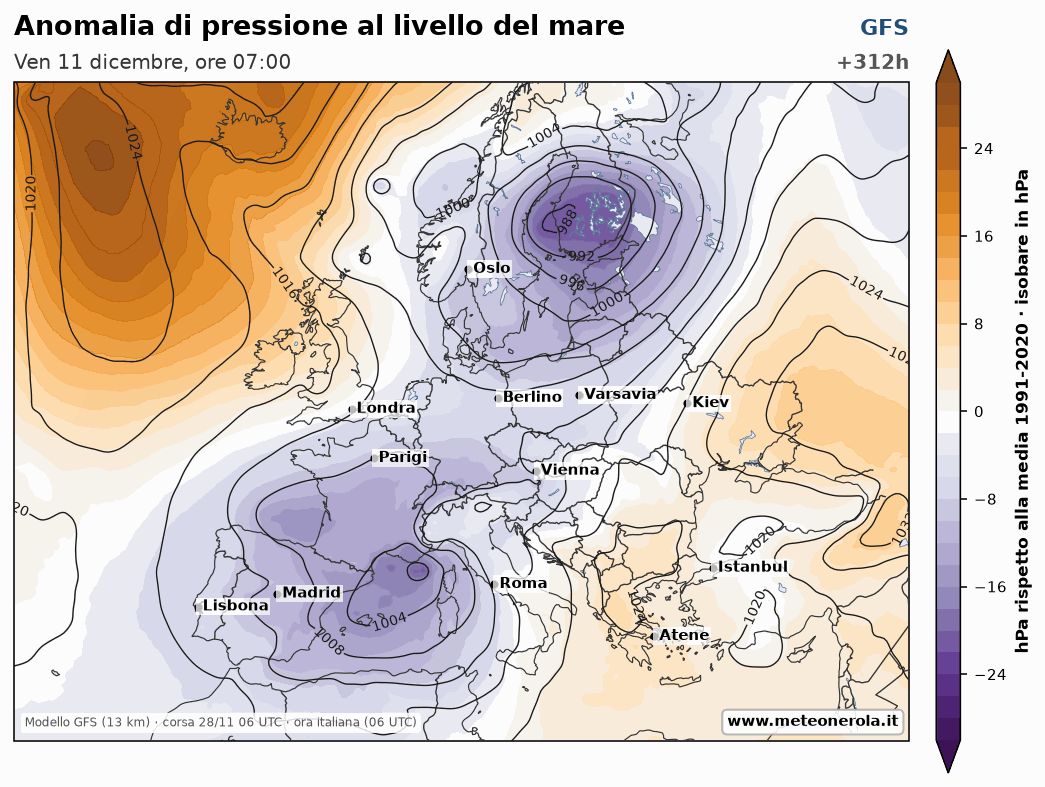 Anomalia di pressione al livello del mare
GFS
Ven 11 dicembre, ore 07:00
+312h
1004
1024
1020
1000
988
992
996
1000
Oslo
1016
1024
Berlino
Varsavia
Kiev
Londra
Parigi
Vienna
20
1020
Istanbul
Madrid
Roma
Lisbona
1020
1004
1008
Atene
Modello GFS (13 km) · corsa 28/11 06 UTC · ora italiana (06 UTC)
www.meteonerola.it
24
16
8
0
−8
−16
−24
hPa rispetto alla media 1991-2020 · isobare in hPa